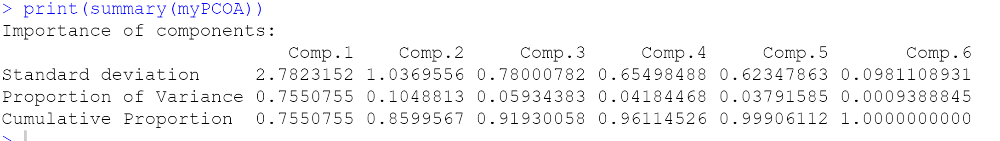 > print(summary(myPCOA))
Importance of components:
Comp.1 Comp.2 Comp.3 Comp.4 Comp.5 Comp.6
Standard deviation 2.7823152 1.0369556 0.78000782 0.65498488 0.62347863 0.0981108931
Proportion of Variance 0.7550755 0.1048813 0.05934383 0.04184468 0.03791585 0.0009388845
Cumulative Proportion 0.7550755 0.8599567 0.91930058 0.96114526 0.99906112 1.0000000000
>